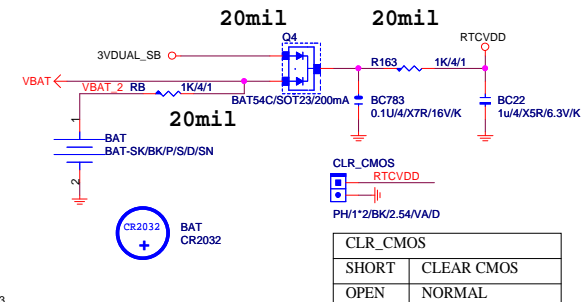 20mil
20mil
Q4
RTCVDD
3VDUAL_SB
R163
1K/4/1
VBAT
VBAT_2
RB
1K/4/1
BAT54C/SOT23/200mA
BC783
0.1U/4/X7R/16V/K
BC22
1u/4/X5R/6.3V/K
20mil
1
BAT
BAT-SK/BK/P/S/D/SN
2
CLR_CMOS
RTCVDD
PH/1*2/BK/2.54/VA/D
CR2032
+
BAT
CR2032
CLR_CMOS
SHORT CLEAR CMOS
OPEN NORMAL
3